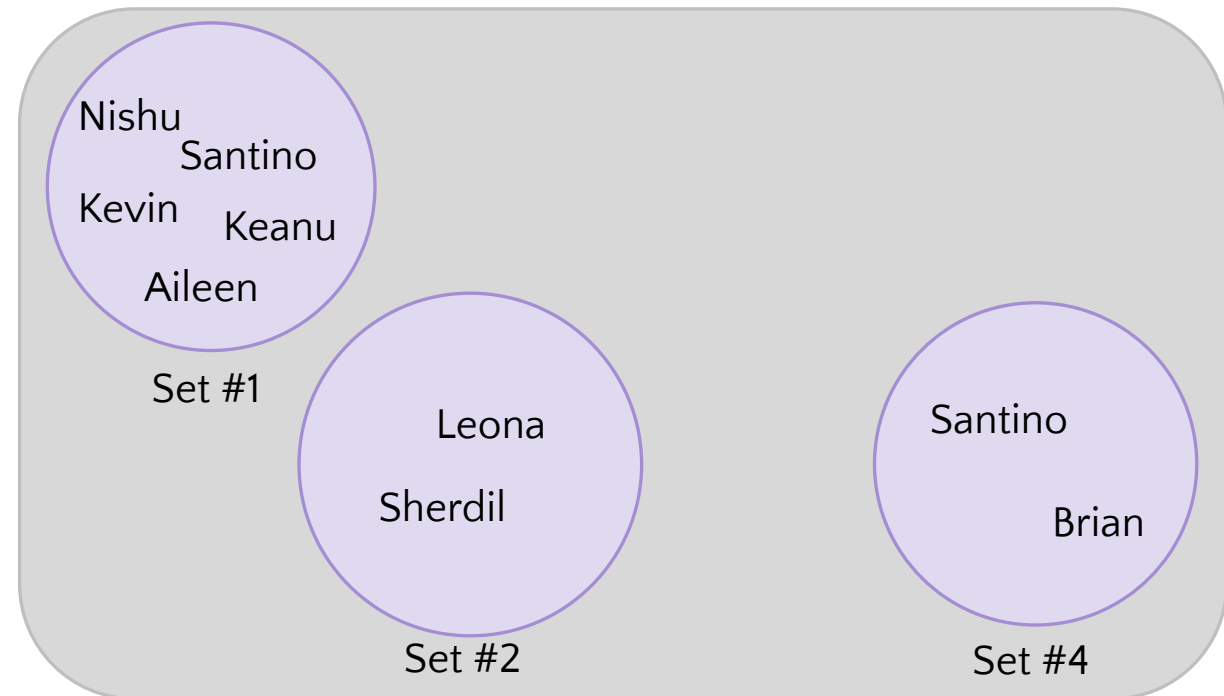 Nishu
Santino
Kevin
Keanu
Aileen
Set #1
Leona
Sherdil
Set #2
Santino
Brian
Set #4